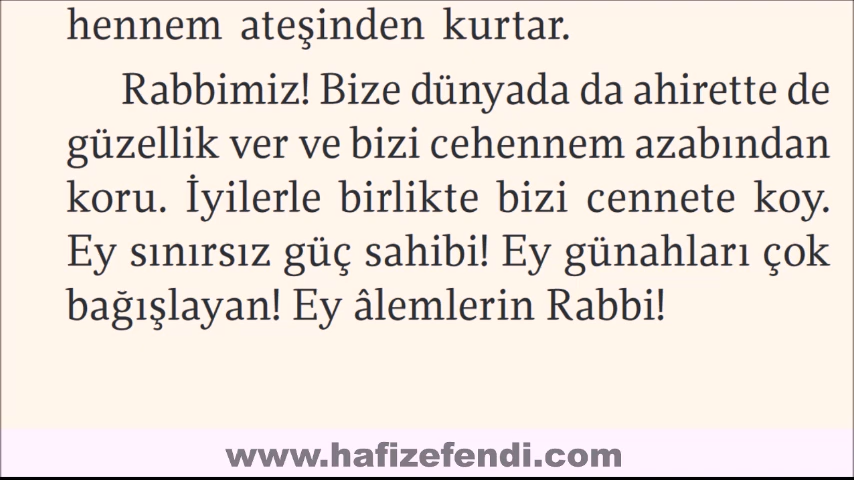 hennem ateşinden kurtar.
Rabbimiz! Bize dünyada da ahirette de
güzellik ver ve bizi cehennem azabından
koru. İyilerle birlikte bizi cennete koy.
Ey sınırsız güç sahibi! Ey günahları çok
bağışlayan! Ey âlemlerin Rabbi!
www.hafizefendi.com